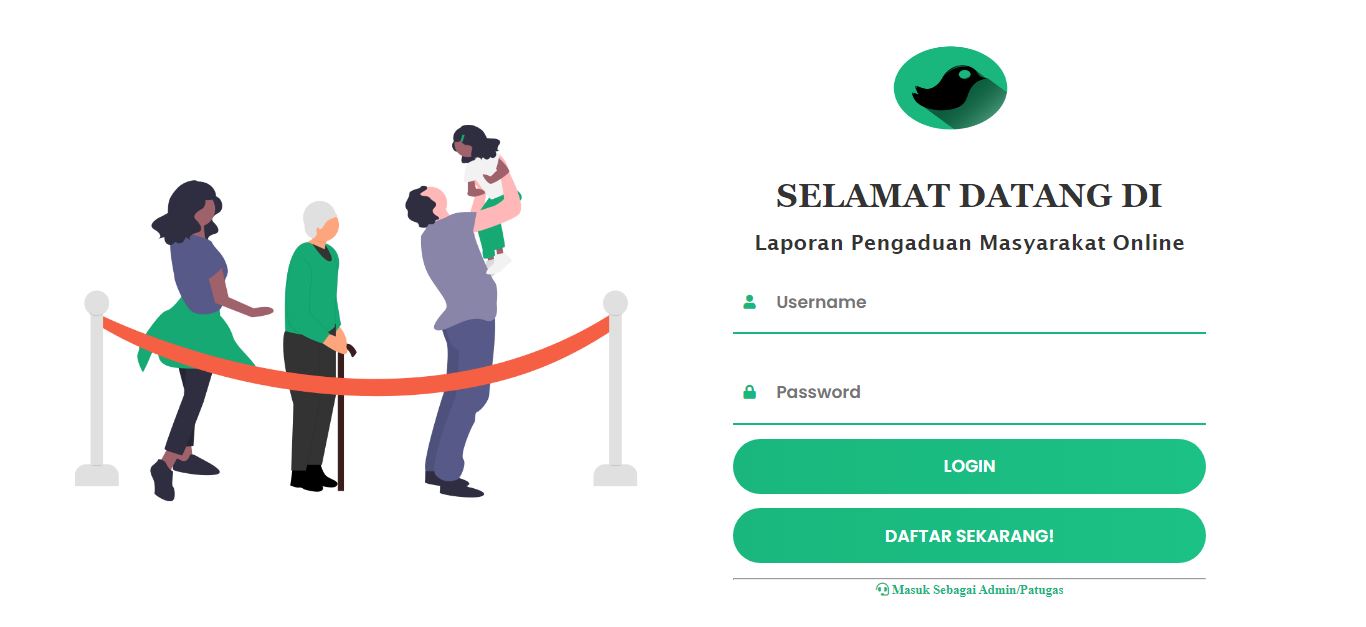 SELAMAT DATANG DI
Laporan Pengaduan Masyarakat Online
Username
Password
LOGIN
DAFTAR SEKARANG!
Masuk Sebagai Admin/Patugas